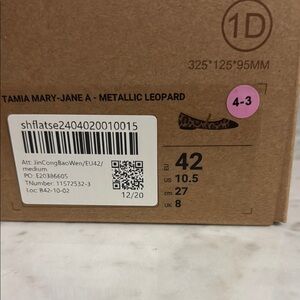 1D
325*125*95MM
TAMIA MARY-JANE A - METALLIC LEOPARD
4-3
shflatse2404020010015
Att: JinCongBaoWen/EU42/
medium
PO: E20386605
TNumber: 11572532-3
Loc: B42-10-02
12/20
EU 42
US 10.5
cm 27
UK 8